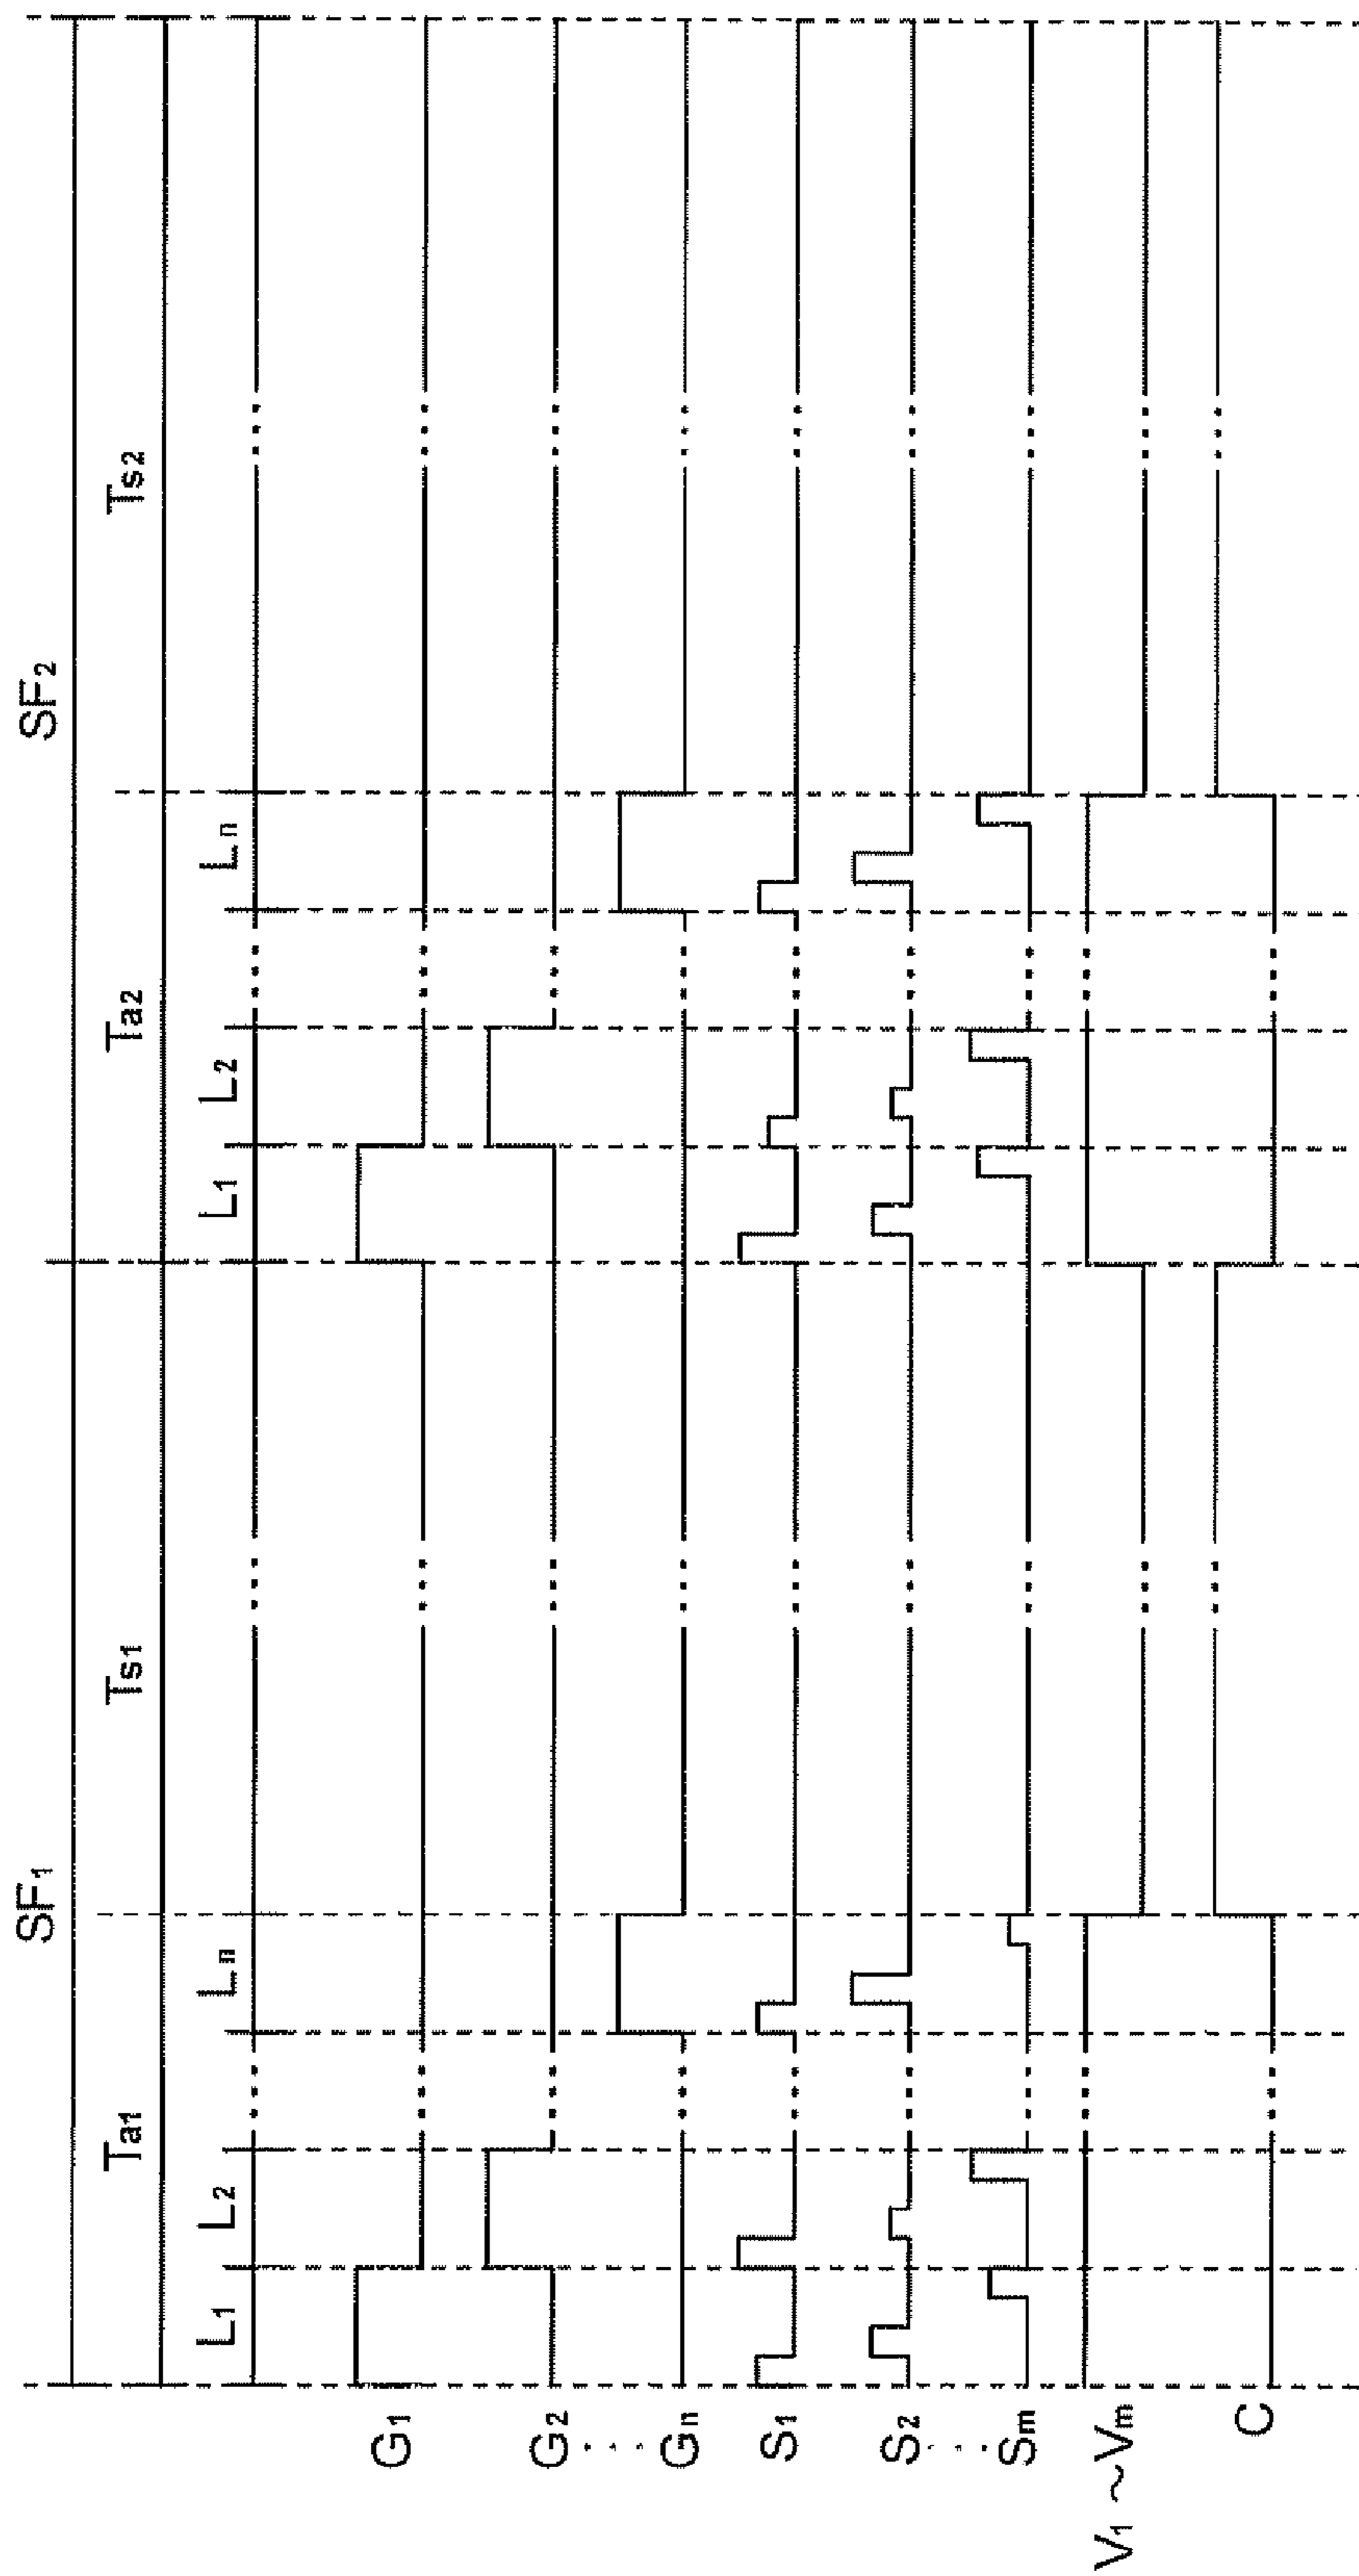 SF1 SF2
Ta1 Ts1 Ta2 Ts2
L1 L2 Ln L1 L2 Ln
G1
G2
Gn
S1
S2
Sm
V1 ~Vm
C